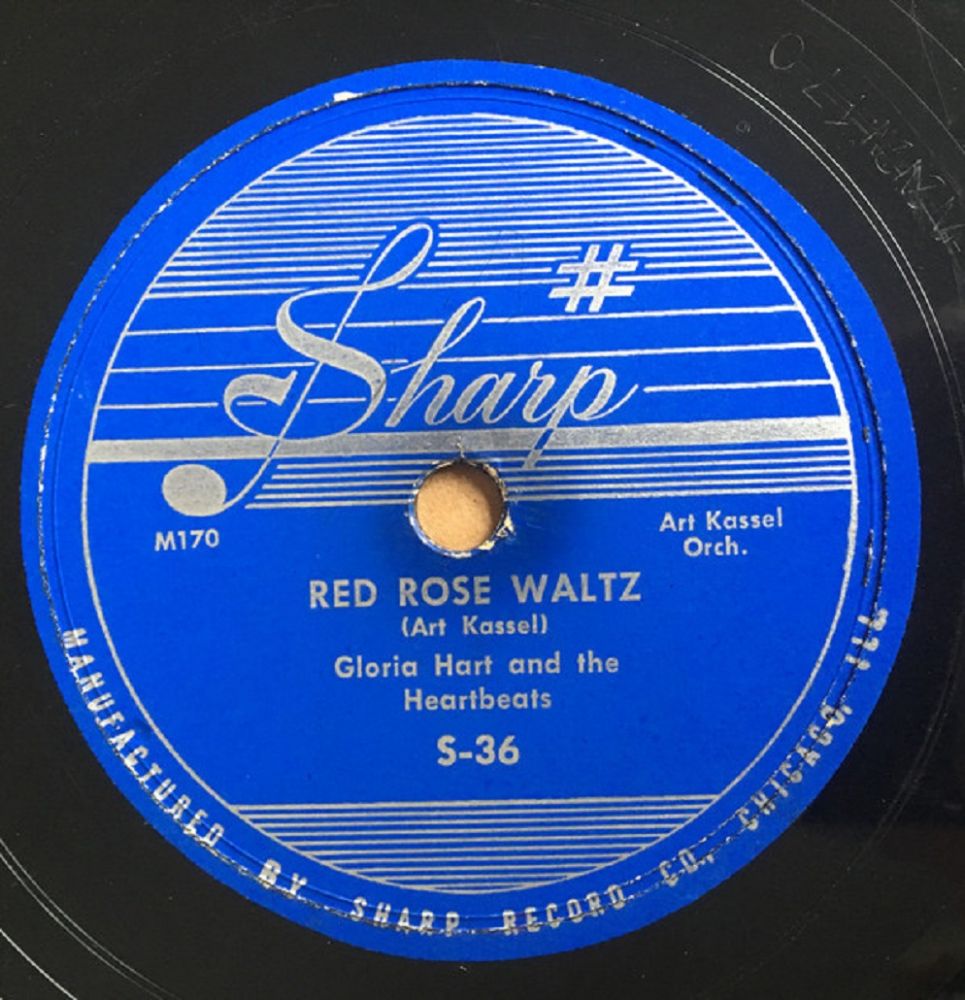 Sharp #
M170
Art Kassel
Orch.
RED ROSE WALTZ
(Art Kassel)
Gloria Hart and the
Heartbeats
S-36
MANUFACTURED BY SHARP RECORD CO., CHICAGO, ILL.